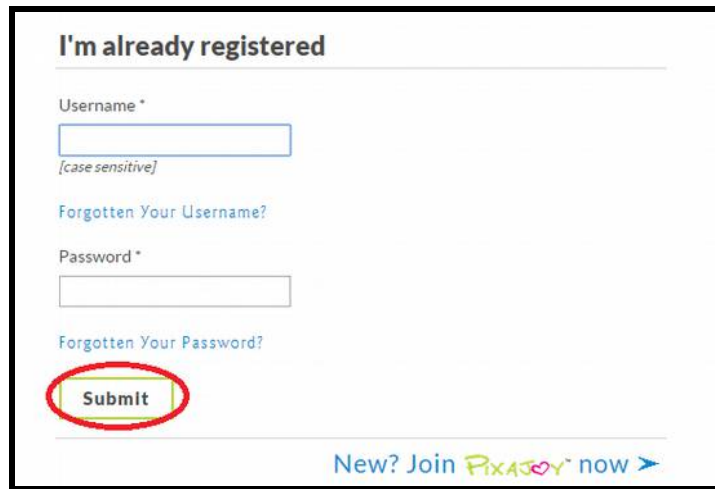 I'm already registered
Username *
[case sensitive]
Forgotten Your Username?
Password *
Forgotten Your Password?
Submit
New? Join PIXAJOY™ now ➤